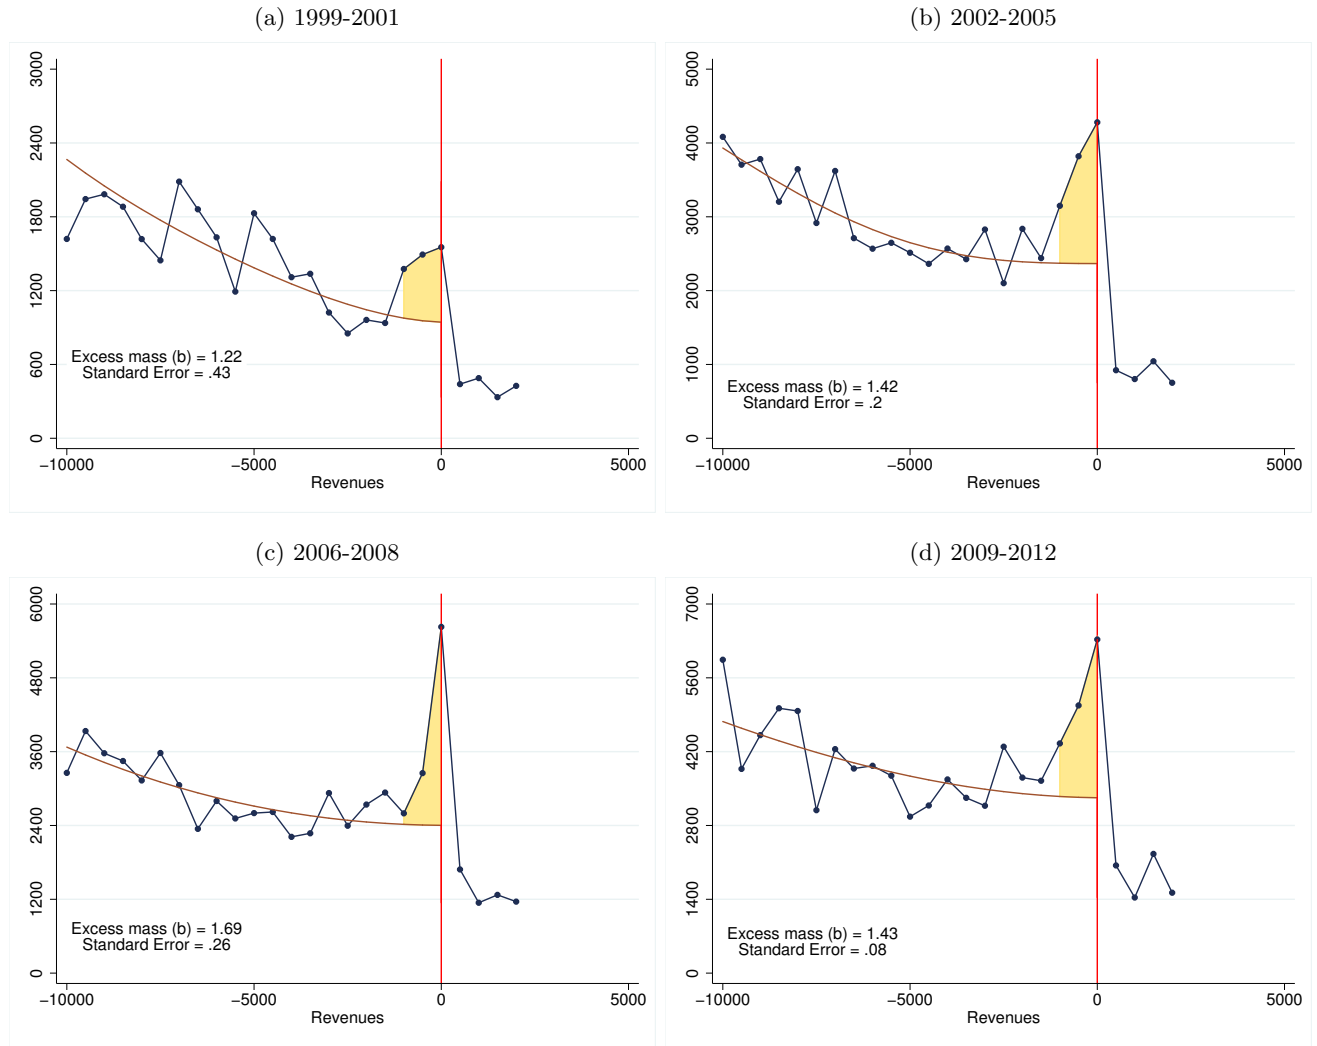 (a) 1999-2001
3000
2400
1800
1200
600
0
Excess mass (b) = 1.22
Standard Error = .43
−10000 −5000 0 5000
Revenues
(b) 2002-2005
5000
4000
3000
2000
1000
0
Excess mass (b) = 1.42
Standard Error = .2
−10000 −5000 0 5000
Revenues
(c) 2006-2008
6000
4800
3600
2400
1200
0
Excess mass (b) = 1.69
Standard Error = .26
−10000 −5000 0 5000
Revenues
(d) 2009-2012
7000
5600
4200
2800
1400
0
Excess mass (b) = 1.43
Standard Error = .08
−10000 −5000 0 5000
Revenues